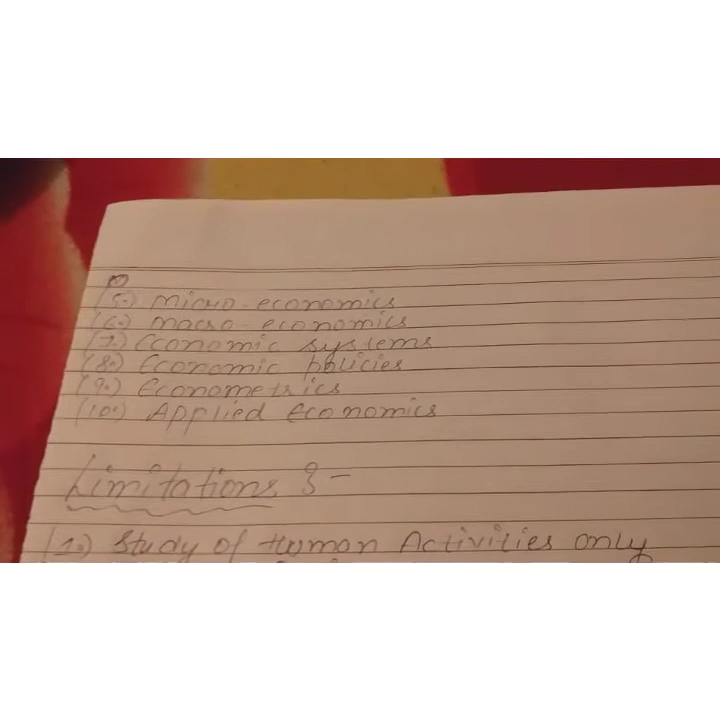 (5.) Micro-economics
(6.) Macro-economics
(7.) Economic systems
(8.) Economic policies
(9.) Econometrics
(10.) Applied economics
Limitations :-
(1.) Study of Human Activities only